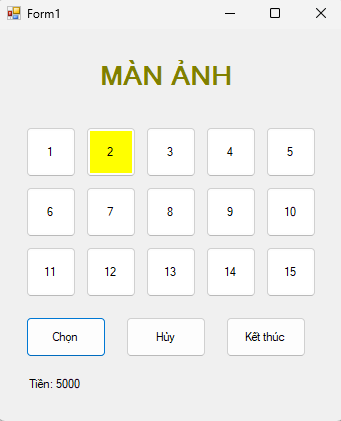 Form1
MÀN ẢNH
1 2 3 4 5
6 7 8 9 10
11 12 13 14 15
Chọn Hủy Kết thúc
Tiền: 5000